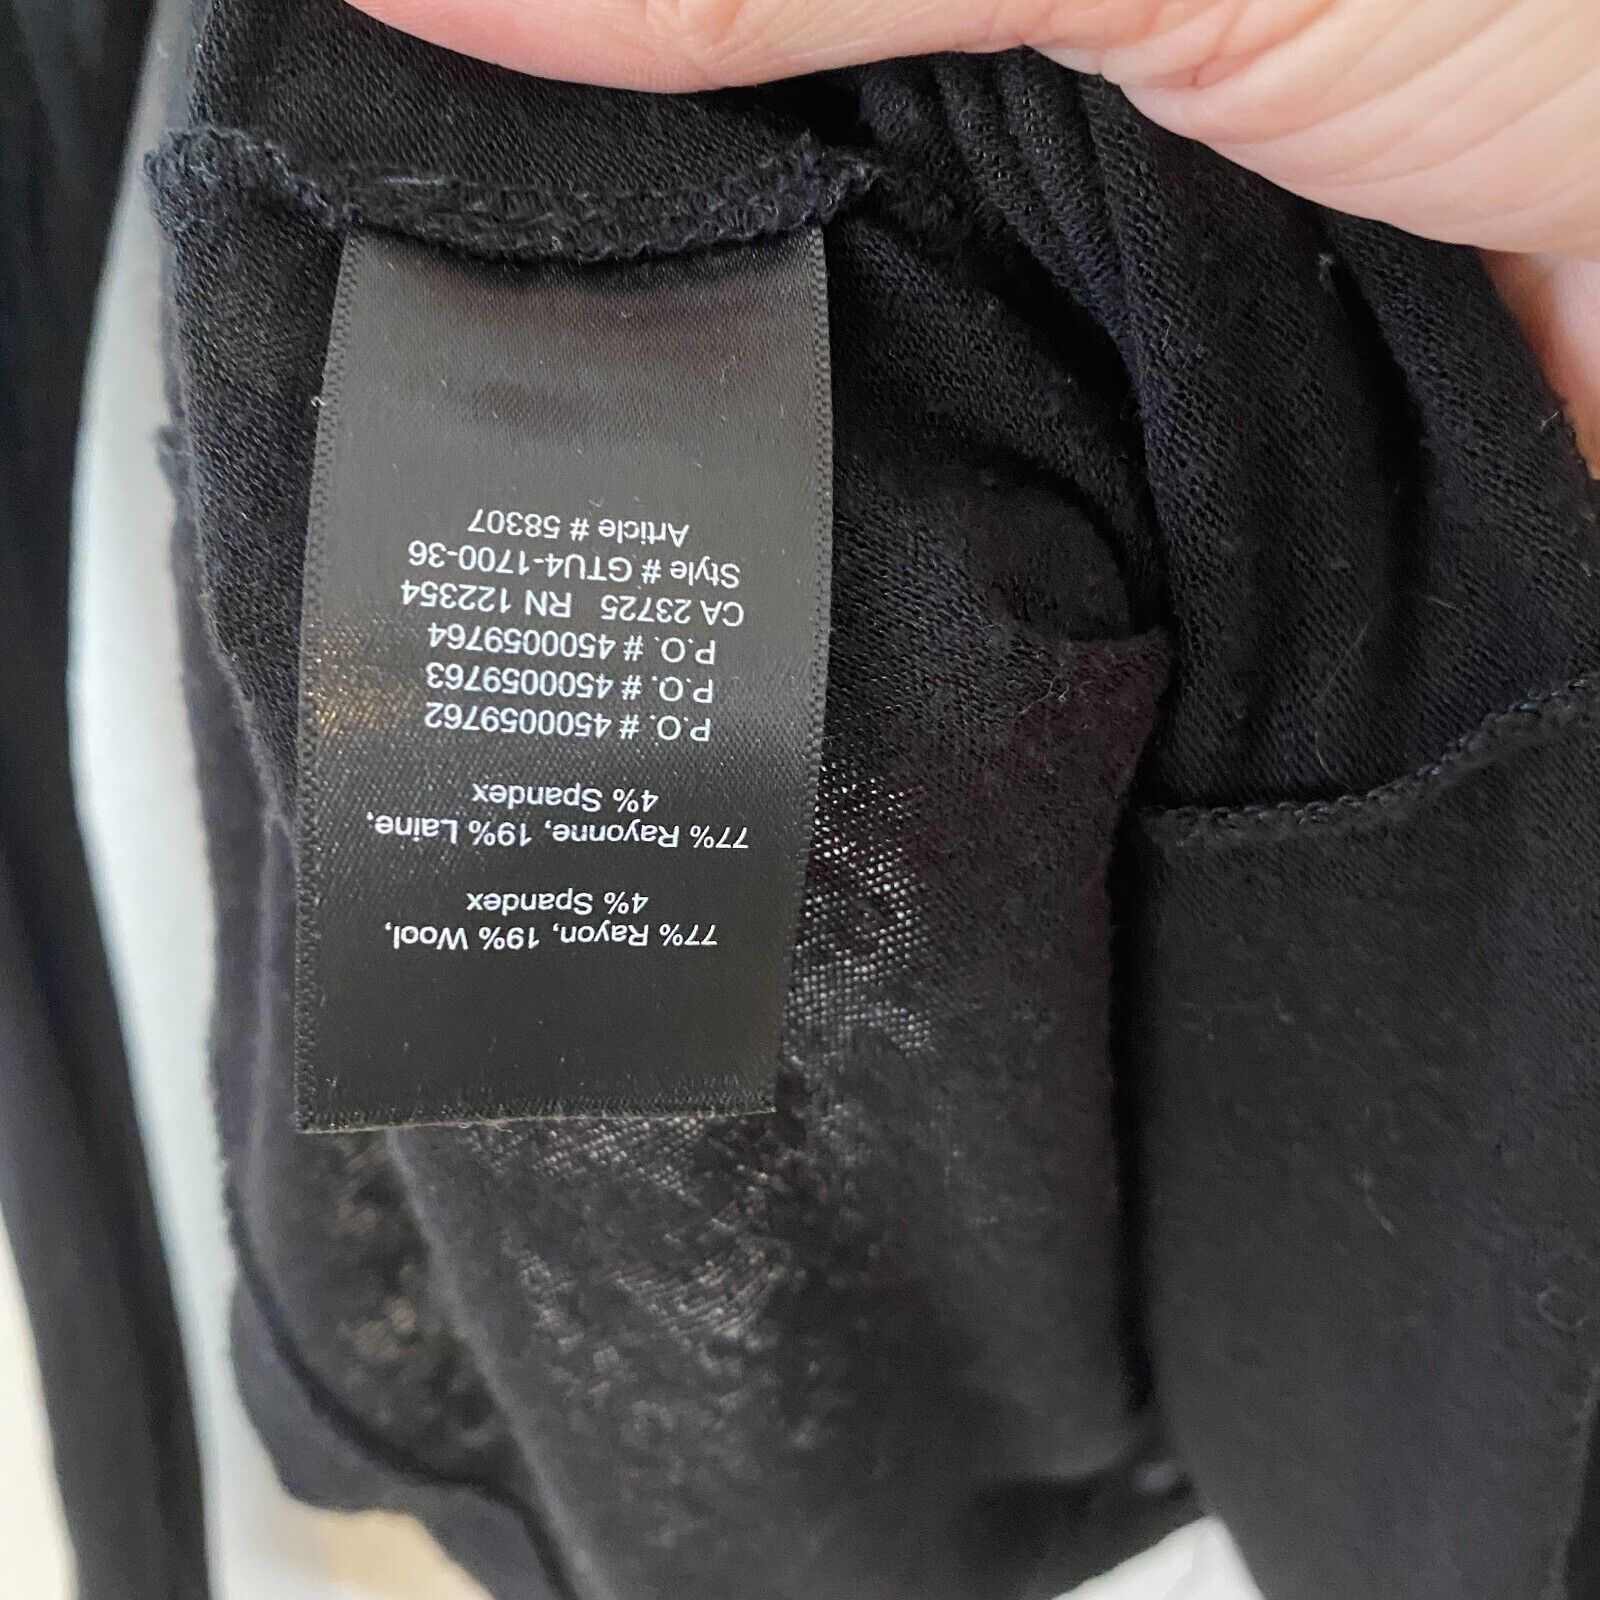 77% Rayon, 19% Wool,
4% Spandex
77% Rayonne, 19% Laine,
4% Spandex
P.O. # 4500059762
P.O. # 4500059763
P.O. # 4500059764
CA 23725 RN 122354
Style # GTU4-1700-36
Article # 58307